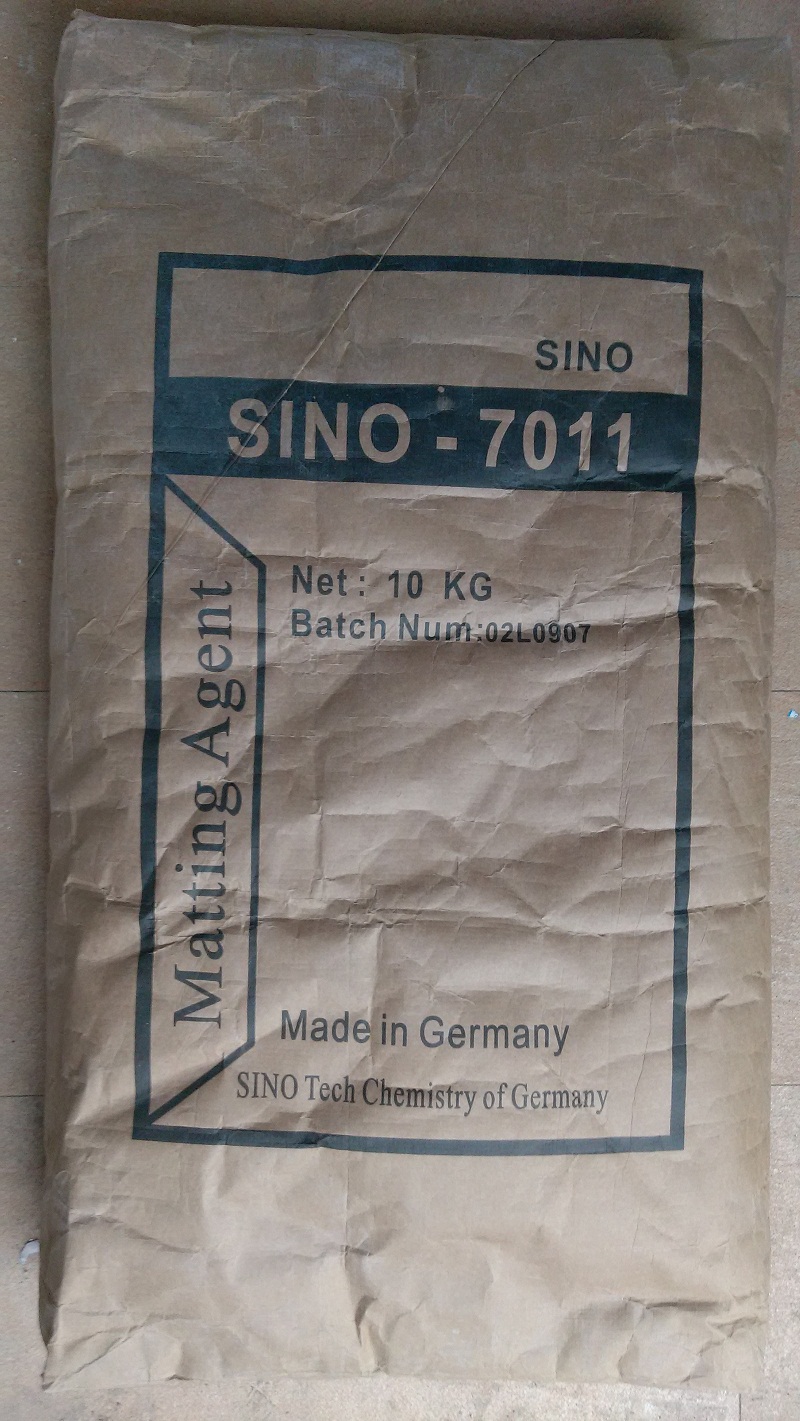 SINO
SINO - 7011
Net: 10 KG
Batch Num:02L0907
Matting Agent
Made in Germany
SINO Tech Chemistry of Germany